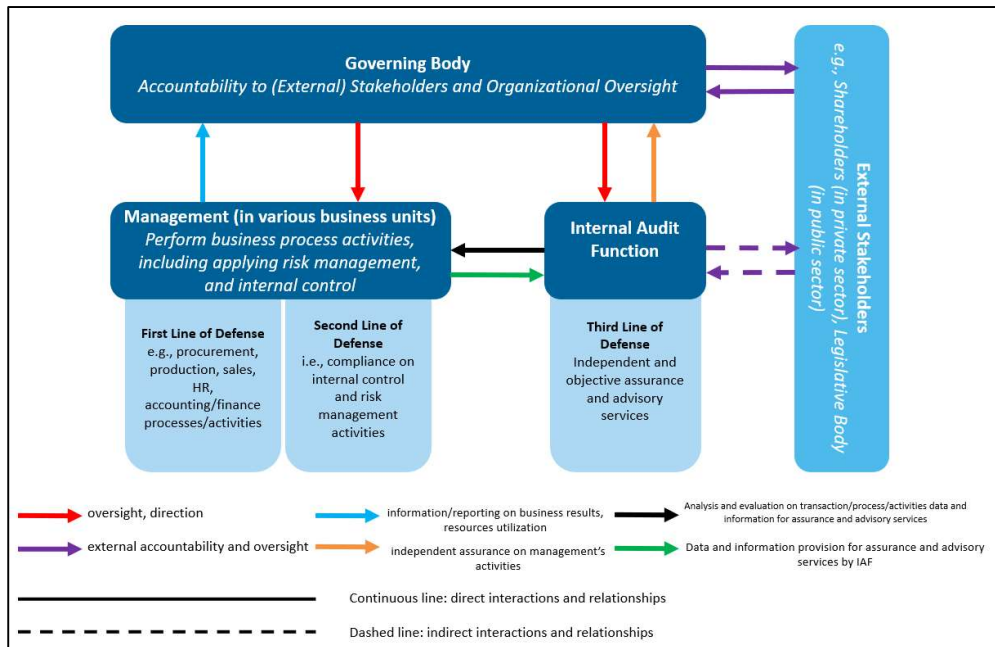 Governing Body
Accountability to (External) Stakeholders and Organizational Oversight
e.g., Shareholders (in private sector), Legislative Body
(in public sector)
External Stakeholders
Management (in various business units)
Perform business process activities,
including applying risk management,
and internal control
Internal Audit
Function
First Line of Defense
e.g., procurement,
production, sales,
HR,
accounting/finance
processes/activities
Second Line of
Defense
i.e., compliance on
internal control
and risk
management
activities
Third Line of
Defense
Independent and
objective assurance
and advisory
services
oversight, direction
information/reporting on business results,
resources utilization
Analysis and evaluation on transaction/process/activities data and
information for assurance and advisory services
external accountability and oversight
independent assurance on management's
activities
Data and information provision for assurance and advisory
services by IAF
Continuous line: direct interactions and relationships
Dashed line: indirect interactions and relationships